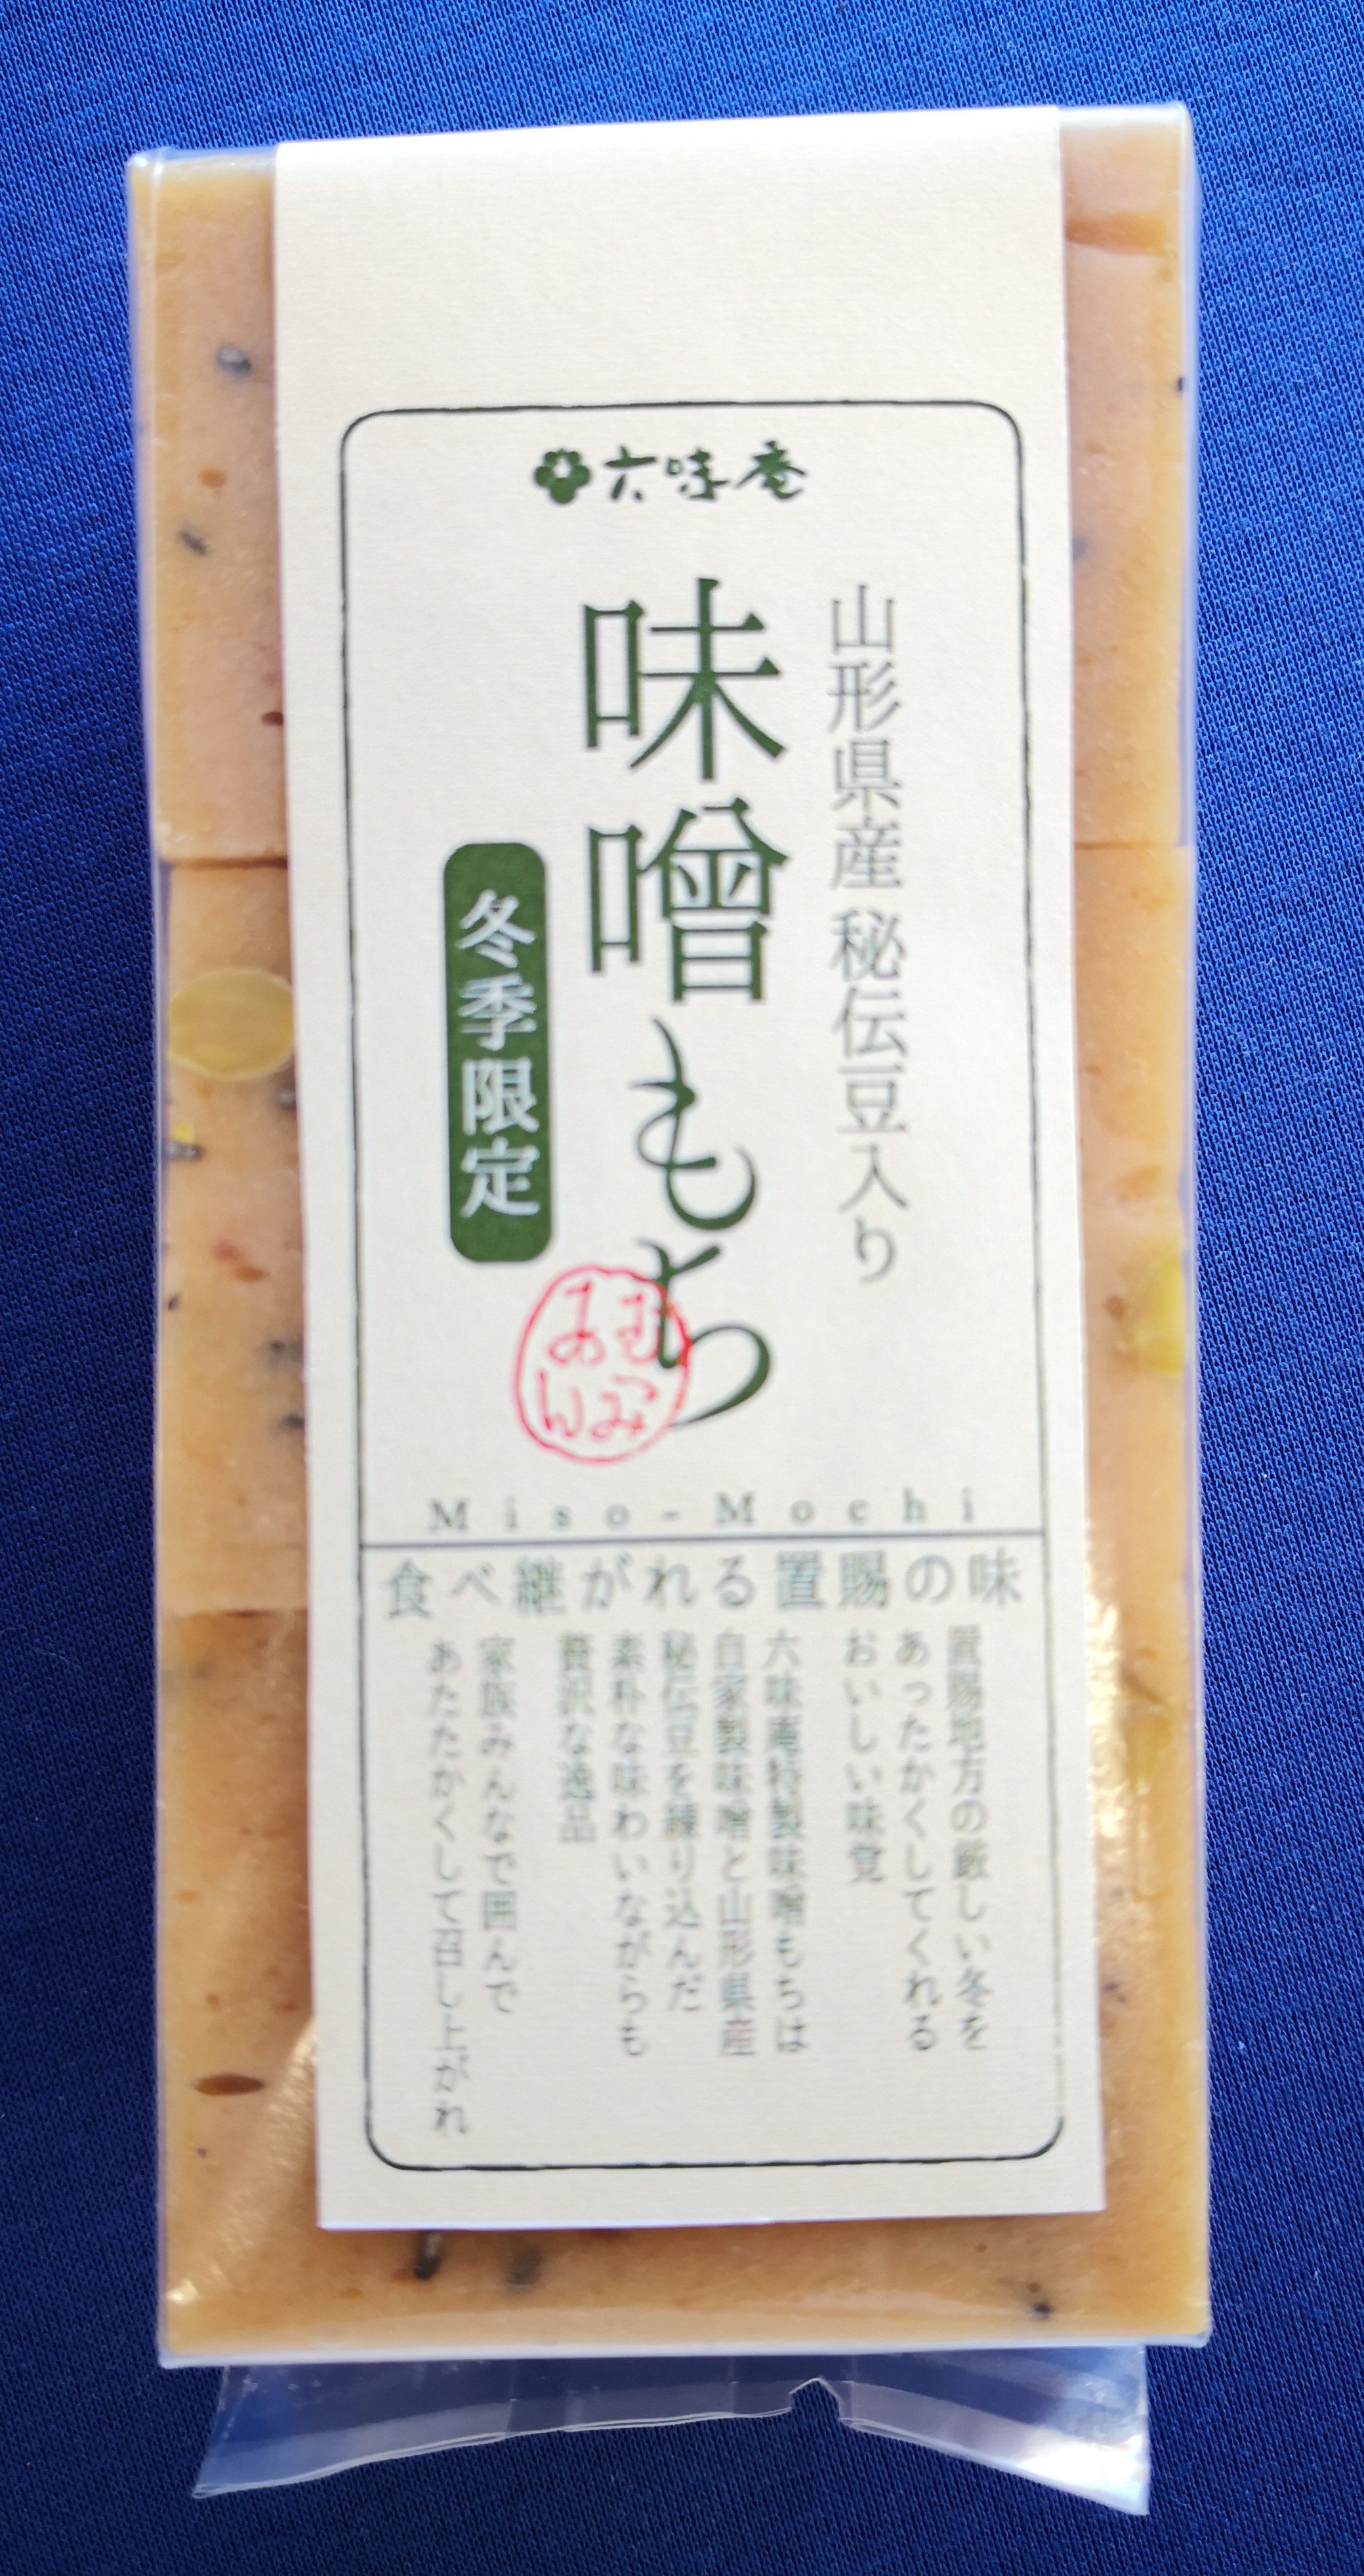 六味庵
山形県産 秘伝豆入り
味噌もち
冬季限定
むつみ
あん
Miso-Mochi
食べ継がれる置賜の味
置賜地方の厳しい冬を
あったかくしてくれる
おいしい味覚
六味庵特製味噌もちは
自家製味噌と山形県産
秘伝豆を練り込んだ
素朴な味わいながらも
贅沢な逸品
家族みんなで囲んで
あたたかくして召し上がれ